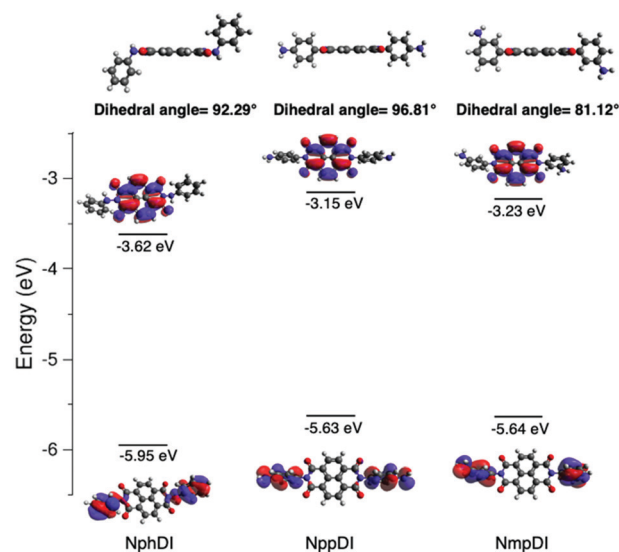 Dihedral angle= 92.29° Dihedral angle= 96.81° Dihedral angle= 81.12°
-3
-3.15 eV
-3.23 eV
-3.62 eV
-4
Energy (eV)
-5
-5.63 eV
-5.64 eV
-5.95 eV
-6
NphDI NppDI NmpDI